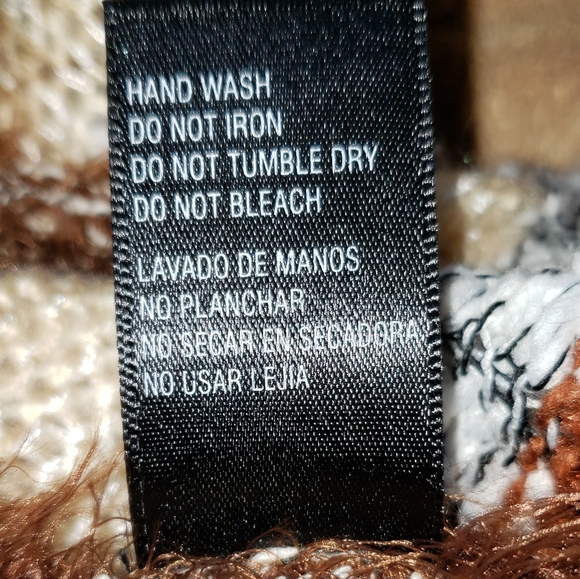 HAND WASH
DO NOT IRON
DO NOT TUMBLE DRY
DO NOT BLEACH
LAVADO DE MANOS
NO PLANCHAR
NO SECAR EN SECADORA
NO USAR LEJIA